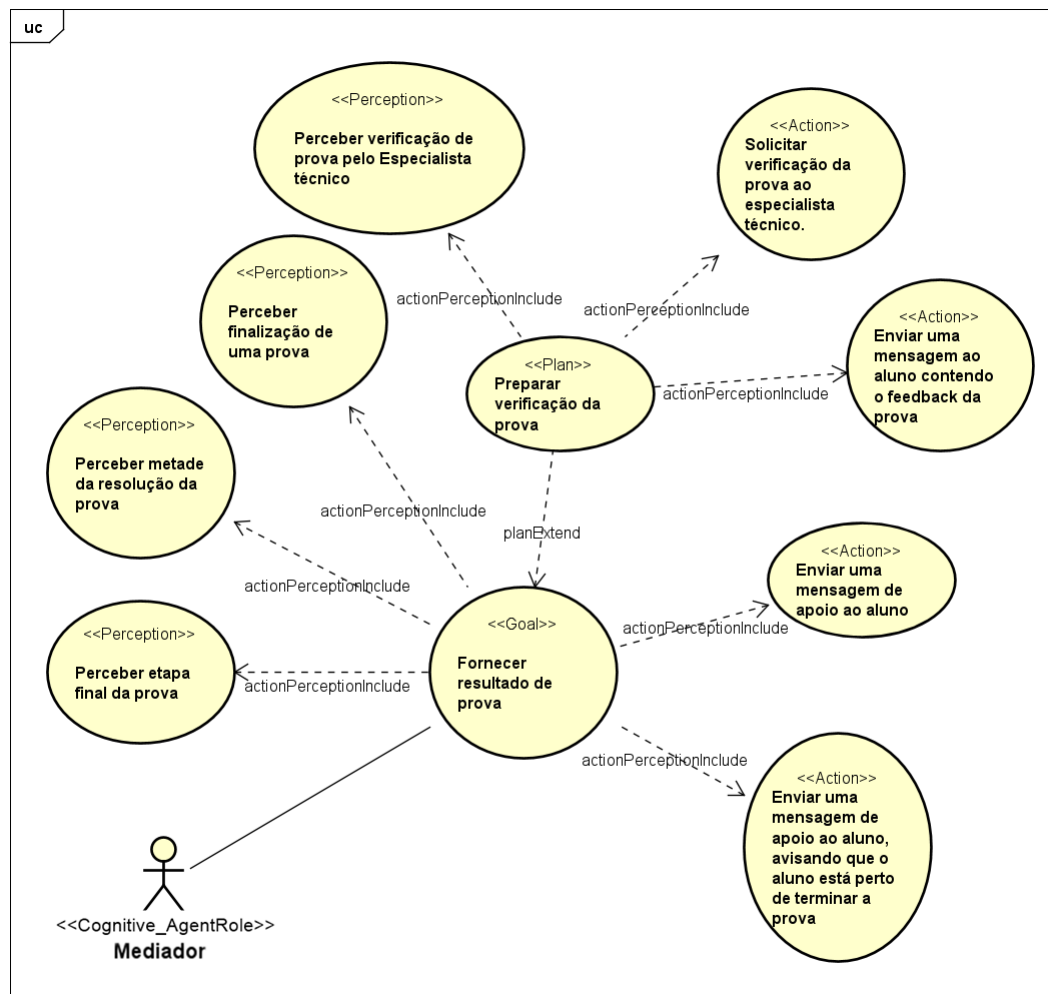 uc
<<Perception>>
Perceber verificação de
prova pelo Especialista
técnico
<<Action>>
Solicitar
verificação da
prova ao
especialista
técnico.
<<Perception>>
Perceber
finalização de
uma prova
actionPerceptionInclude
actionPerceptionInclude
<<Action>>
Enviar uma
mensagem ao
aluno contendo
o feedback da
prova
<<Plan>>
Preparar
verificação da
prova
actionPerceptionInclude
<<Perception>>
Perceber metade
da resolução da
prova
actionPerceptionInclude
planExtend
<<Action>>
Enviar uma
mensagem de
apoio ao aluno
actionPerceptionInclude
<<Goal>>
Fornecer
resultado de
prova
actionPerceptionInclude
<<Perception>>
Perceber etapa
final da prova
actionPerceptionInclude
actionPerceptionInclude
<<Action>>
Enviar uma
mensagem de
apoio ao aluno,
avisando que o
aluno está perto
de terminar a
prova
<<Cognitive_AgentRole>>
Mediador